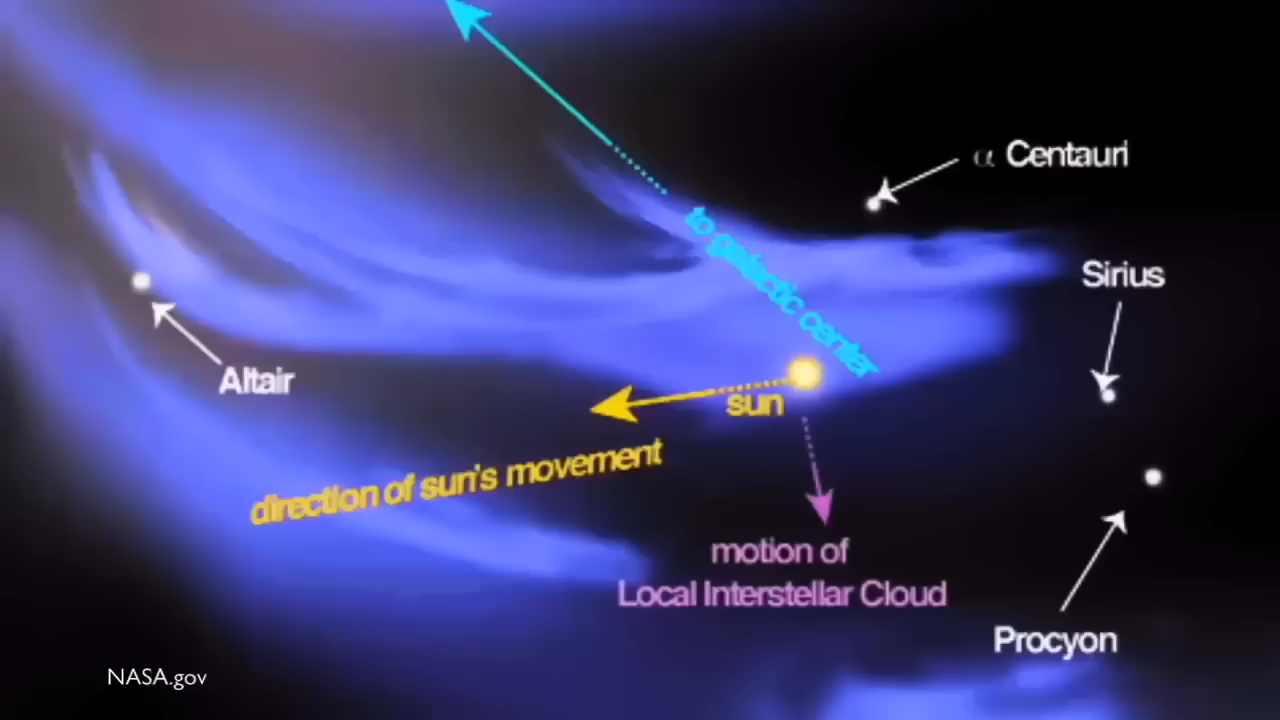 α Centauri
to galactic center
Sirius
Altair
sun
direction of sun's movement
motion of
Local Interstellar Cloud
Procyon
NASA.gov